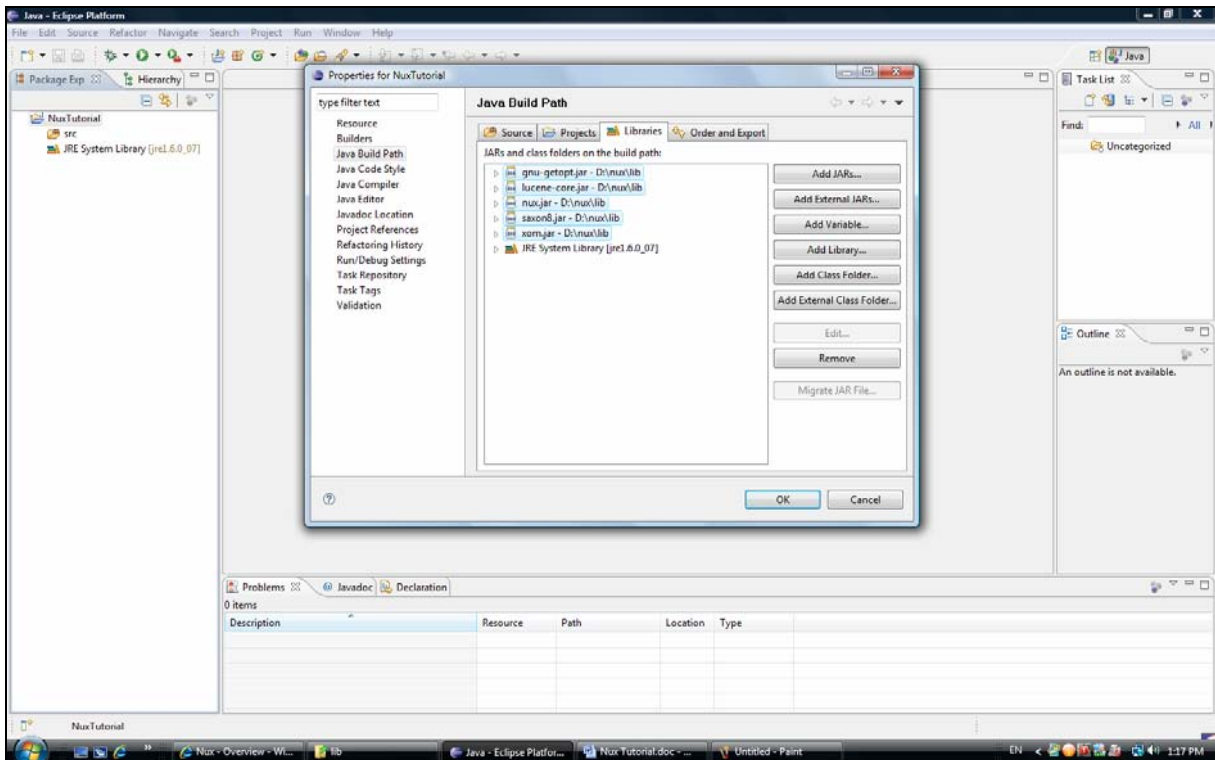 Java - Eclipse Platform
File Edit Source Refactor Navigate Search Project Run Window Help
Java
Package Exp
Hierarchy
NuxTutorial
src
JRE System Library [jre1.6.0_07]
Properties for NuxTutorial
type filter text
Resource
Builders
Java Build Path
Java Code Style
Java Compiler
Java Editor
Javadoc Location
Project References
Refactoring History
Run/Debug Settings
Task Repository
Task Tags
Validation
Java Build Path
Source Projects Libraries Order and Export
JARs and class folders on the build path:
gnu-getopt.jar - D:\nux\lib
lucene-core.jar - D:\nux\lib
nux.jar - D:\nux\lib
saxon8.jar - D:\nux\lib
xom.jar - D:\nux\lib
JRE System Library [jre1.6.0_07]
Add JARs...
Add External JARs...
Add Variable...
Add Library...
Add Class Folder...
Add External Class Folder...
Edit...
Remove
Migrate JAR File...
OK Cancel
Task List
Find: All
Uncategorized
Outline
An outline is not available.
Problems Javadoc Declaration
0 items
Description Resource Path Location Type
NuxTutorial
Nux - Overview - Wi... lib Java - Eclipse Platfor... Nux Tutorial.doc - ... Untitled - Paint EN 1:17 PM